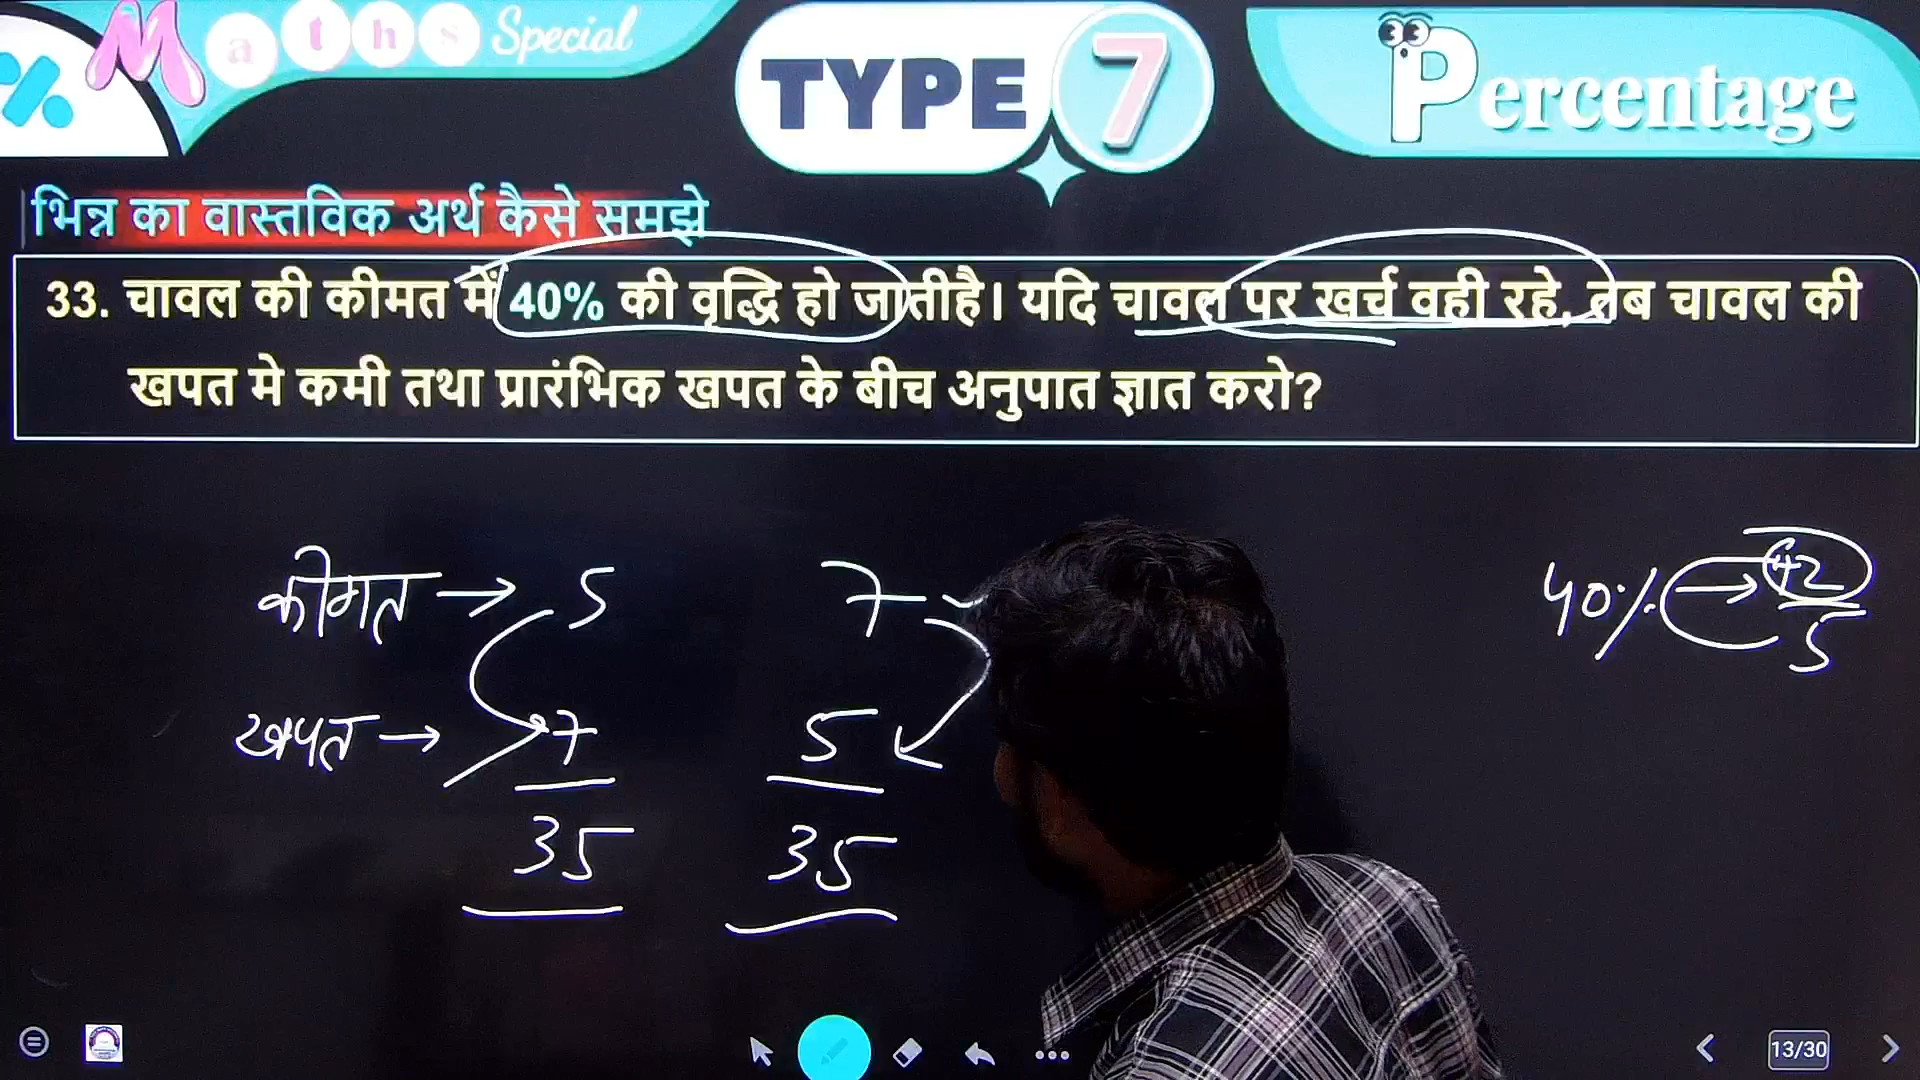 % Maths Special
TYPE 7
Percentage
भिन्न का वास्तविक अर्थ कैसे समझे
33. चावल की कीमत में 40% की वृद्धि हो जातीहै। यदि चावल पर खर्च वही रहे, तब चावल की
खपत मे कमी तथा प्रारंभिक खपत के बीच अनुपात ज्ञात करो?
कीमत → 5 7
40% → +2
5
खपत → 7 5
35 35
13/30